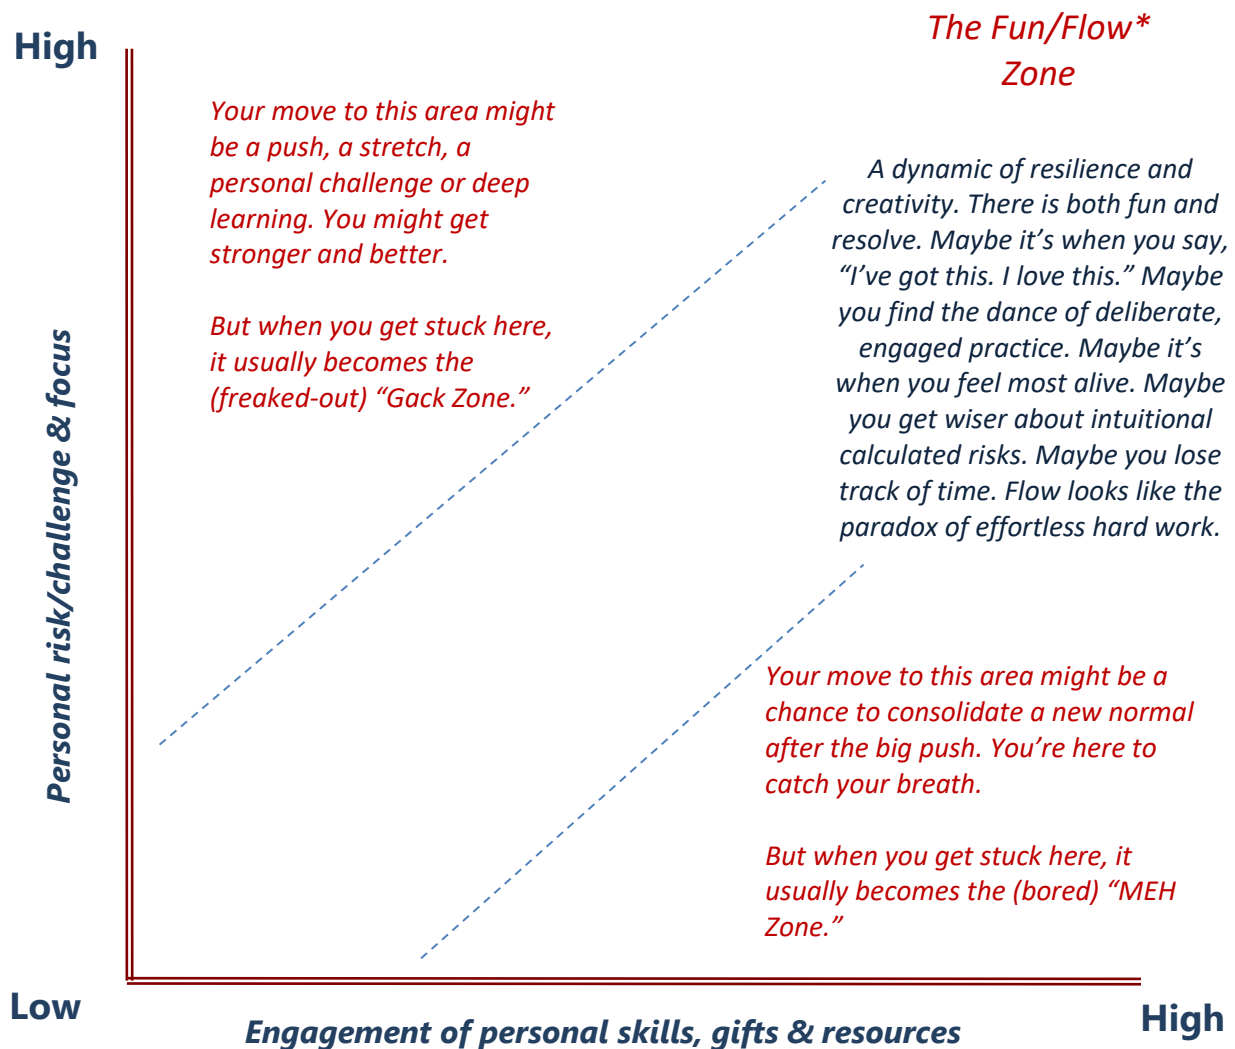 The Fun/Flow*
Zone
High
Your move to this area might
be a push, a stretch, a
personal challenge or deep
learning. You might get
stronger and better.
But when you get stuck here,
it usually becomes the
(freaked-out) “Gack Zone.”
A dynamic of resilience and
creativity. There is both fun and
resolve. Maybe it’s when you say,
“I’ve got this. I love this.” Maybe
you find the dance of deliberate,
engaged practice. Maybe it’s
when you feel most alive. Maybe
you get wiser about intuitional
calculated risks. Maybe you lose
track of time. Flow looks like the
paradox of effortless hard work.
Personal risk/challenge & focus
Your move to this area might be a
chance to consolidate a new normal
after the big push. You’re here to
catch your breath.
But when you get stuck here, it
usually becomes the (bored) “MEH
Zone.”
Low
Engagement of personal skills, gifts & resources
High